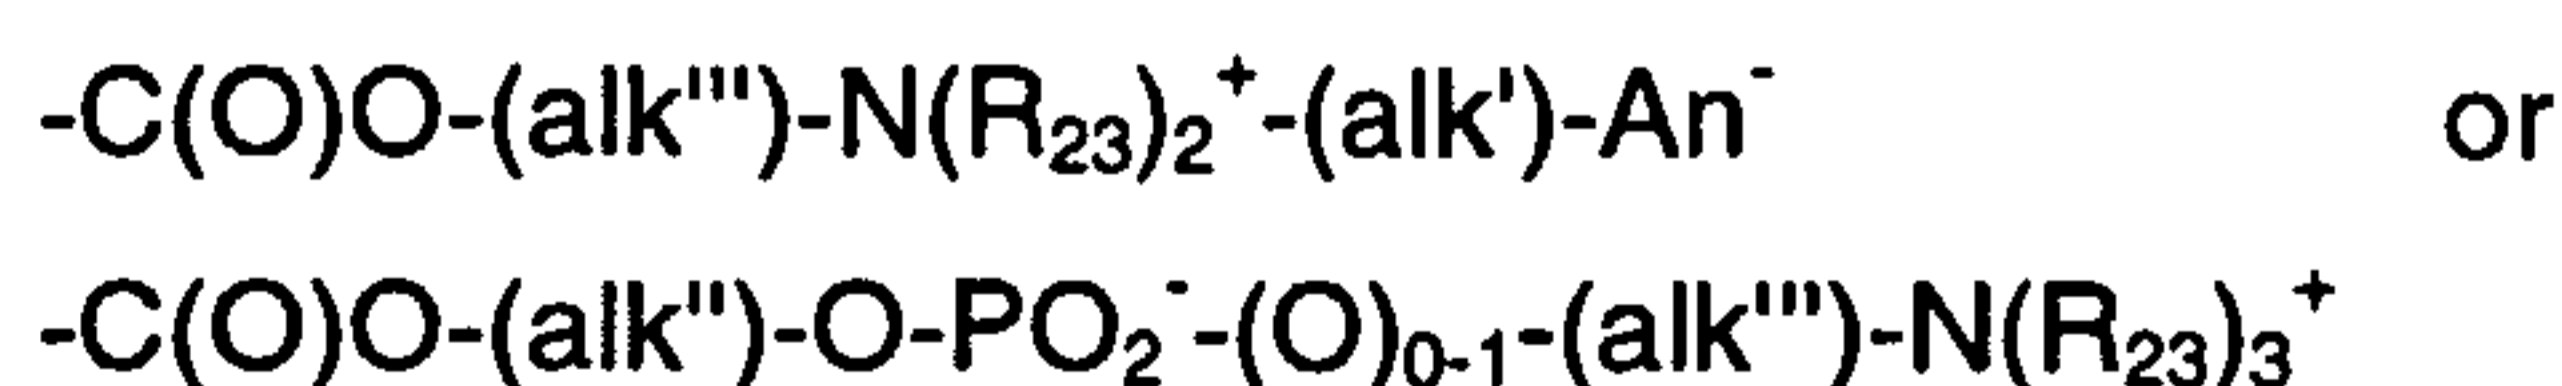 -C(O)O-(alk''')-N(R₂₃)₂⁺-(alk')-An⁻ or
-C(O)O-(alk'')-O-PO₂⁻-(O)₀₋₁-(alk''')-N(R₂₃)₃⁺